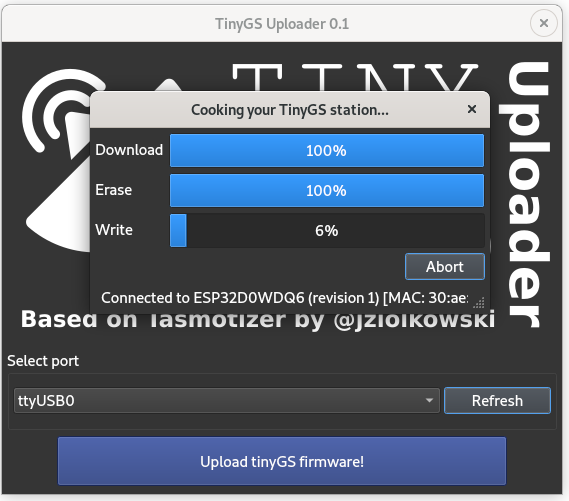 TinyGS Uploader 0.1
TINY
Uploader
Cooking your TinyGS station...
Download 100%
Erase 100%
Write 6%
Abort
Connected to ESP32D0WDQ6 (revision 1) [MAC: 30:ae:
Based on Tasmotizer by @jziolkowski
Select port
ttyUSB0
Refresh
Upload tinyGS firmware!